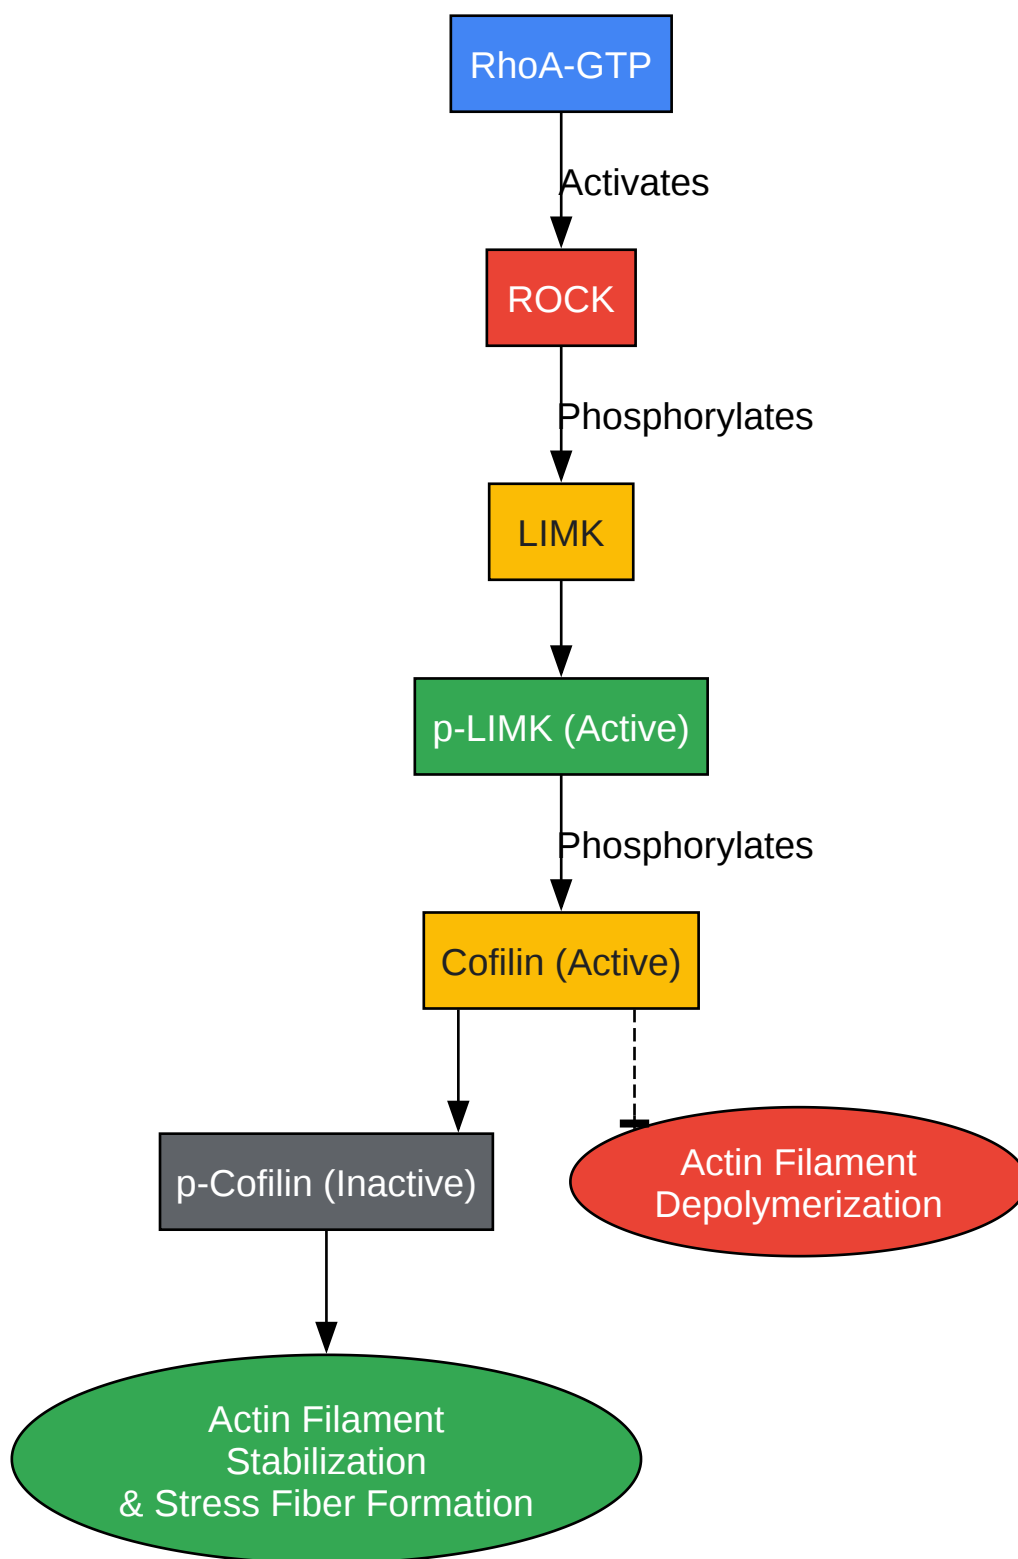 RhoA-GTP
Activates
ROCK
Phosphorylates
LIMK
p-LIMK (Active)
Phosphorylates
Cofilin (Active)
p-Cofilin (Inactive)
Actin Filament
Depolymerization
Actin Filament
Stabilization
& Stress Fiber Formation